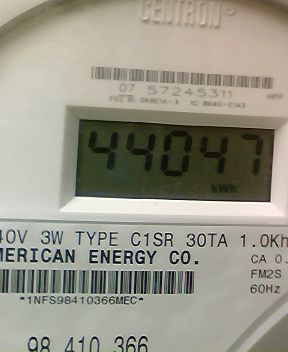 CENTRON®
07 57245311
44047
kWh
40V 3W TYPE C1SR 30TA 1.0Kh
MERICAN ENERGY CO. CA 0.
FM2S
*1NFS98410366MEC* 60Hz
98 410 366